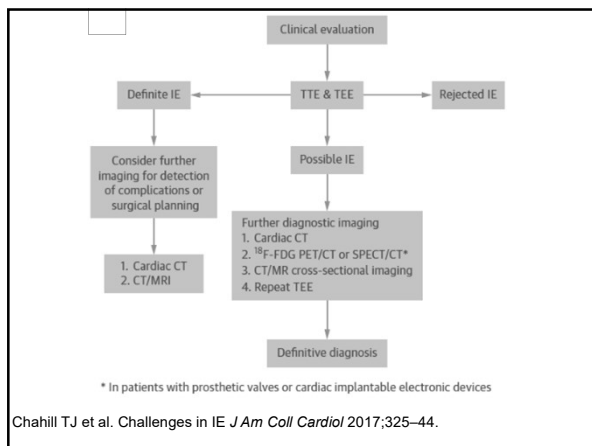 Clinical evaluation
Definite IE
TTE & TEE
Rejected IE
Consider further
imaging for detection
of complications or
surgical planning
Possible IE
Further diagnostic imaging
1. Cardiac CT
2. ¹⁸F-FDG PET/CT or SPECT/CT*
3. CT/MR cross-sectional imaging
4. Repeat TEE
1. Cardiac CT
2. CT/MRI
Definitive diagnosis
* In patients with prosthetic valves or cardiac implantable electronic devices
Chahill TJ et al. Challenges in IE J Am Coll Cardiol 2017;325–44.